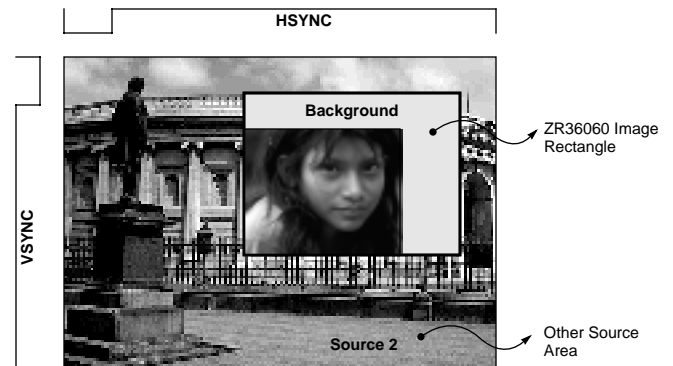 HSYNC
Background
ZR36060 Image
Rectangle
VSYNC
Source 2
Other Source
Area